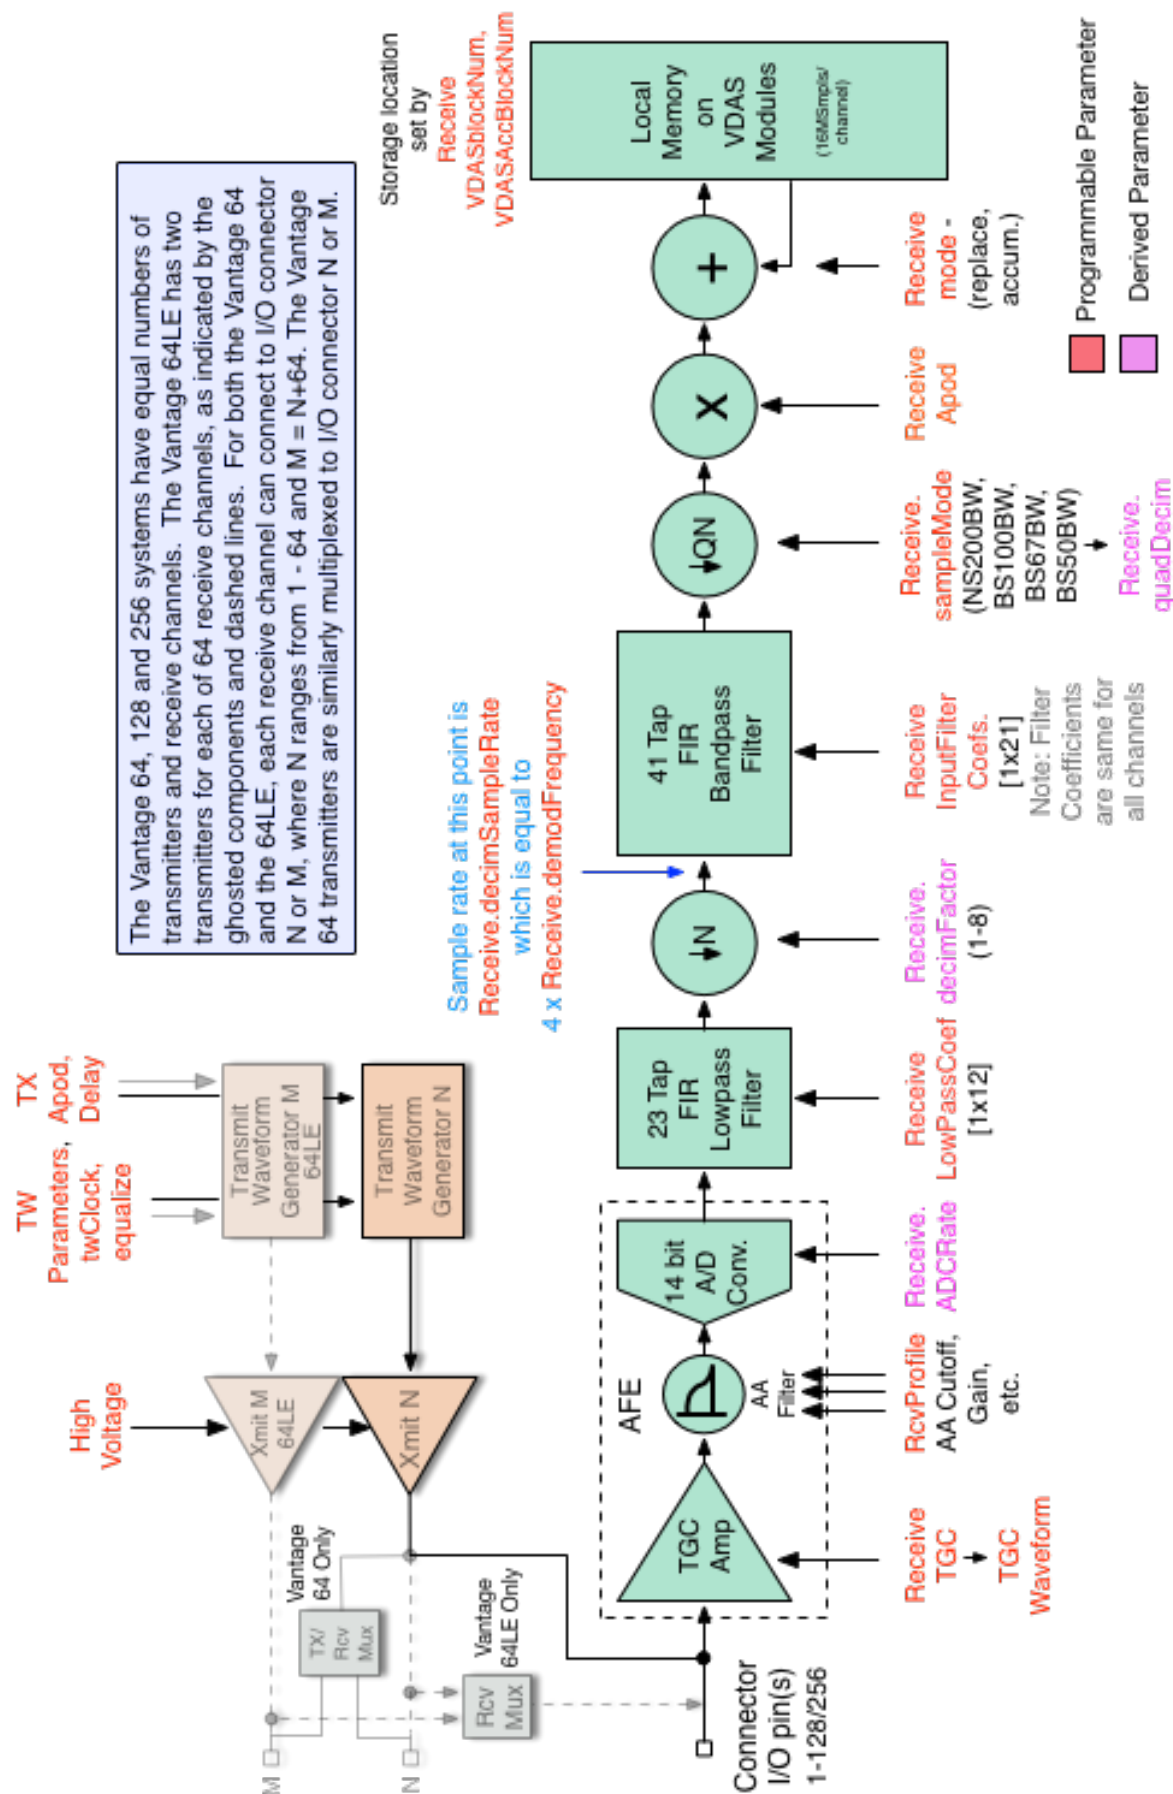 The Vantage 64, 128 and 256 systems have equal numbers of
transmitters and receive channels. The Vantage 64LE has two
transmitters for each of 64 receive channels, as indicated by the
ghosted components and dashed lines. For both the Vantage 64
and the 64LE, each receive channel can connect to I/O connector
N or M, where N ranges from 1 - 64 and M = N+64. The Vantage
64 transmitters are similarly multiplexed to I/O connector N or M.
High
Voltage
TW
Parameters,
twClock,
equalize
TX
Apod,
Delay
M
N
TX/
Rcv
Mux
Vantage
64 Only
Rcv
Mux
Vantage
64LE Only
Xmit M
64LE
Xmit N
Transmit
Waveform
Generator M
64LE
Transmit
Waveform
Generator N
Sample rate at this point is
Receive.decimSampleRate
which is equal to
4 x Receive.demodFrequency
Storage location
set by
Receive
VDASblockNum,
VDASAccBlockNum
Connector
I/O pin(s)
1-128/256
AFE
TGC
Amp
AA
Filter
14 bit
A/D
Conv.
23 Tap
FIR
Lowpass
Filter
↓N
41 Tap
FIR
Bandpass
Filter
↓QN
X
+
Local
Memory
on
VDAS
Modules
(16MSmpls/
channel)
Receive
TGC
TGC
Waveform
RcvProfile
AA Cutoff,
Gain,
etc.
Receive.
ADCRate
Receive
LowPassCoef
[1x12]
Receive.
decimFactor
(1-8)
Receive
InputFilter
Coefs.
[1x21]
Note: Filter
Coefficients
are same for
all channels
Receive.
sampleMode
(NS200BW,
BS100BW,
BS67BW,
BS50BW)
Receive.
quadDecim
Receive
Apod
Receive
mode -
(replace,
accum.)
Programmable Parameter
Derived Parameter